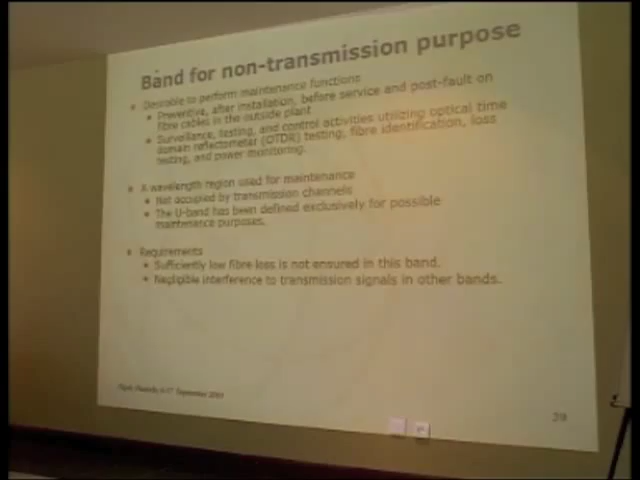 Band for non-transmission purpose
Desirable to perform maintenance functions
Preventive, after installation, before service and post-fault on
fibre cables in the outside plant
Surveillance, testing, and control activities utilizing optical time
domain reflectometer (OTDR) testing, fibre identification, loss
testing, and power monitoring.
A wavelength region used for maintenance
Not occupied by transmission channels
The U-band has been defined exclusively for possible
maintenance purposes.
Requirements
Sufficiently low fibre loss is not ensured in this band.
Negligible interference to transmission signals in other bands.
September
39